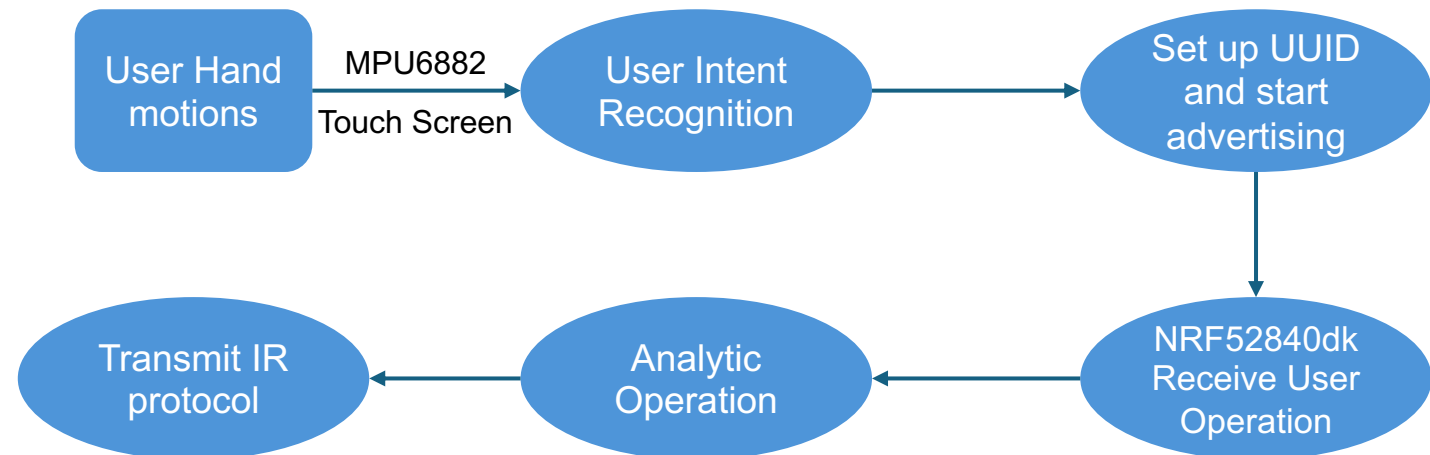 User Hand
motions
MPU6882
Touch Screen
User Intent
Recognition
Set up UUID
and start
advertising
NRF52840dk
Receive User
Operation
Analytic
Operation
Transmit IR
protocol